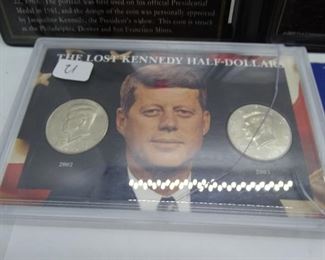 22, 1963. The portrait was first used on his official Presidential
Medal in 1961, and the design of the coin was personally approved
by Jacqueline Kennedy, the President's widow. This coin is struck
at the Philadelphia, Denver and San Francisco Mints.
THE LOST KENNEDY HALF-DOLLARS
21
2002
2003